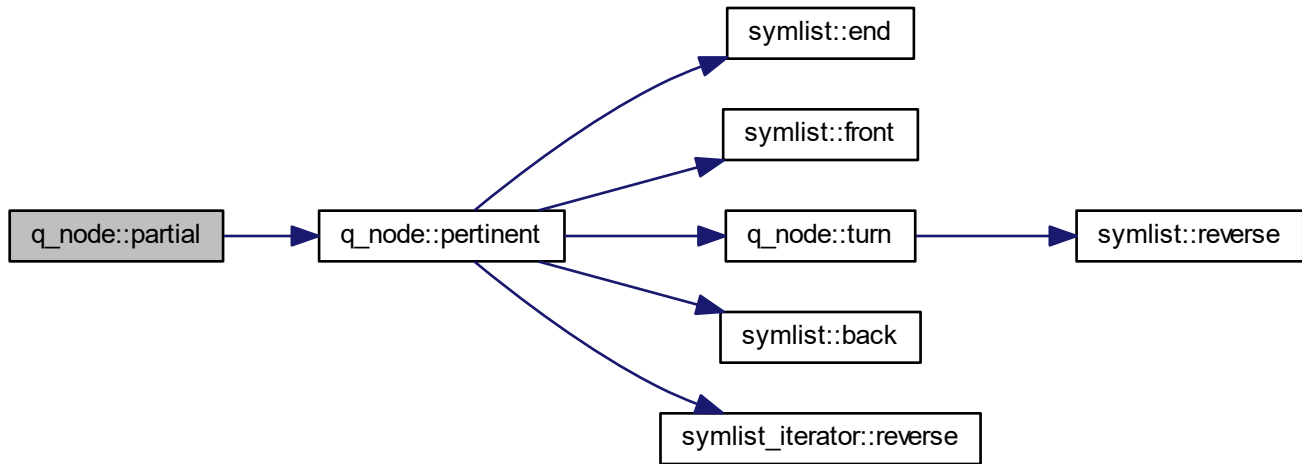 symlist::end
symlist::front
q_node::partial
q_node::pertinent
q_node::turn
symlist::reverse
symlist::back
symlist_iterator::reverse